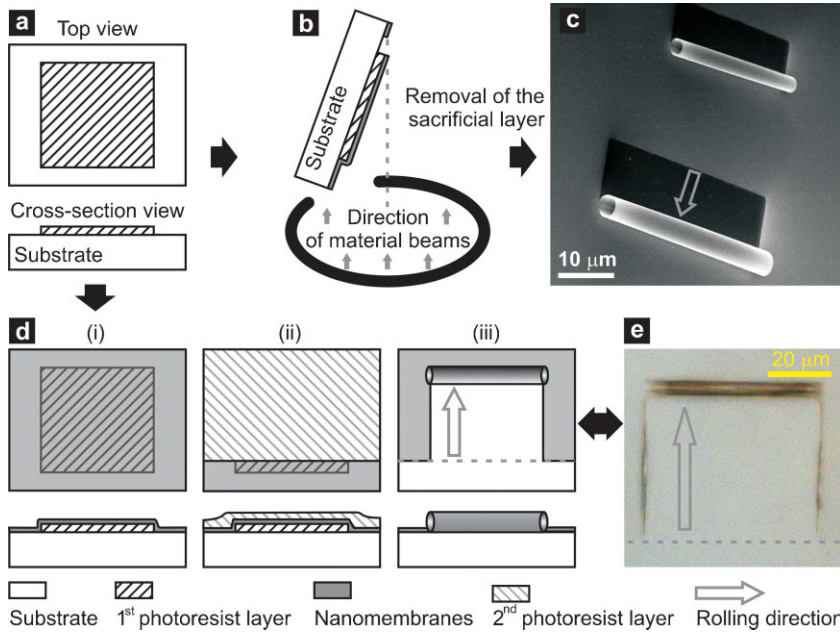 a
Top view
Cross-section view
Substrate
b
Substrate
Removal of the
sacrificial layer
Direction
of material beams
c
10 μm
d
(i)
(ii)
(iii)
e
20 μm
Substrate
1st photoresist layer
Nanomembranes
2nd photoresist layer
Rolling direction